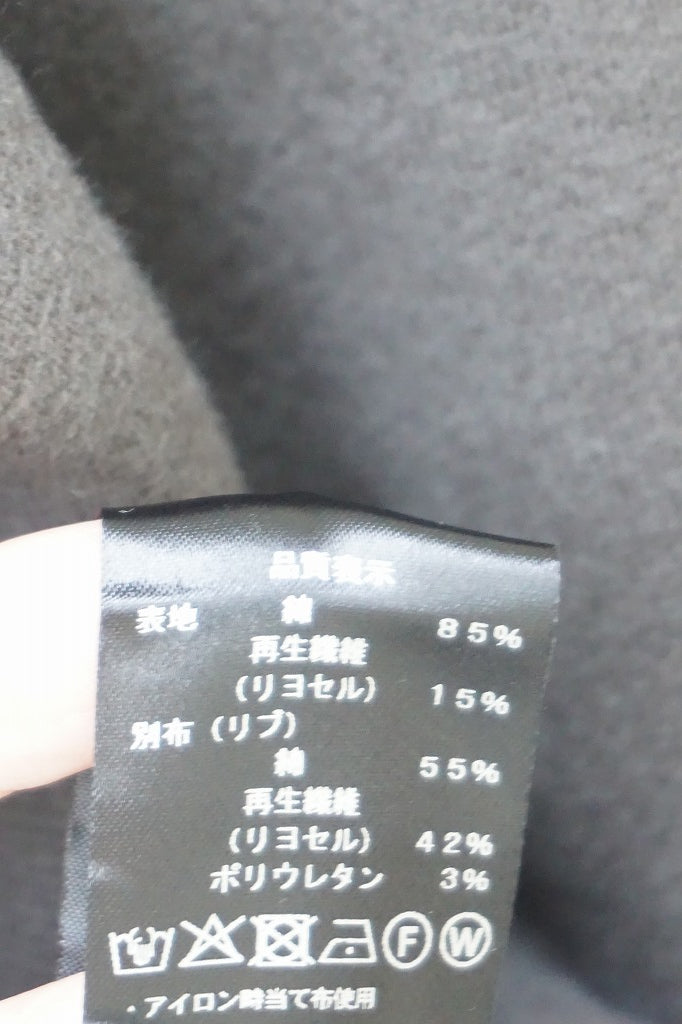 品質表示
表地 綿 85%
再生繊維
(リヨセル) 15%
別布(リブ)
綿 55%
再生繊維
(リヨセル) 42%
ポリウレタン 3%
F W
・アイロン時当て布使用